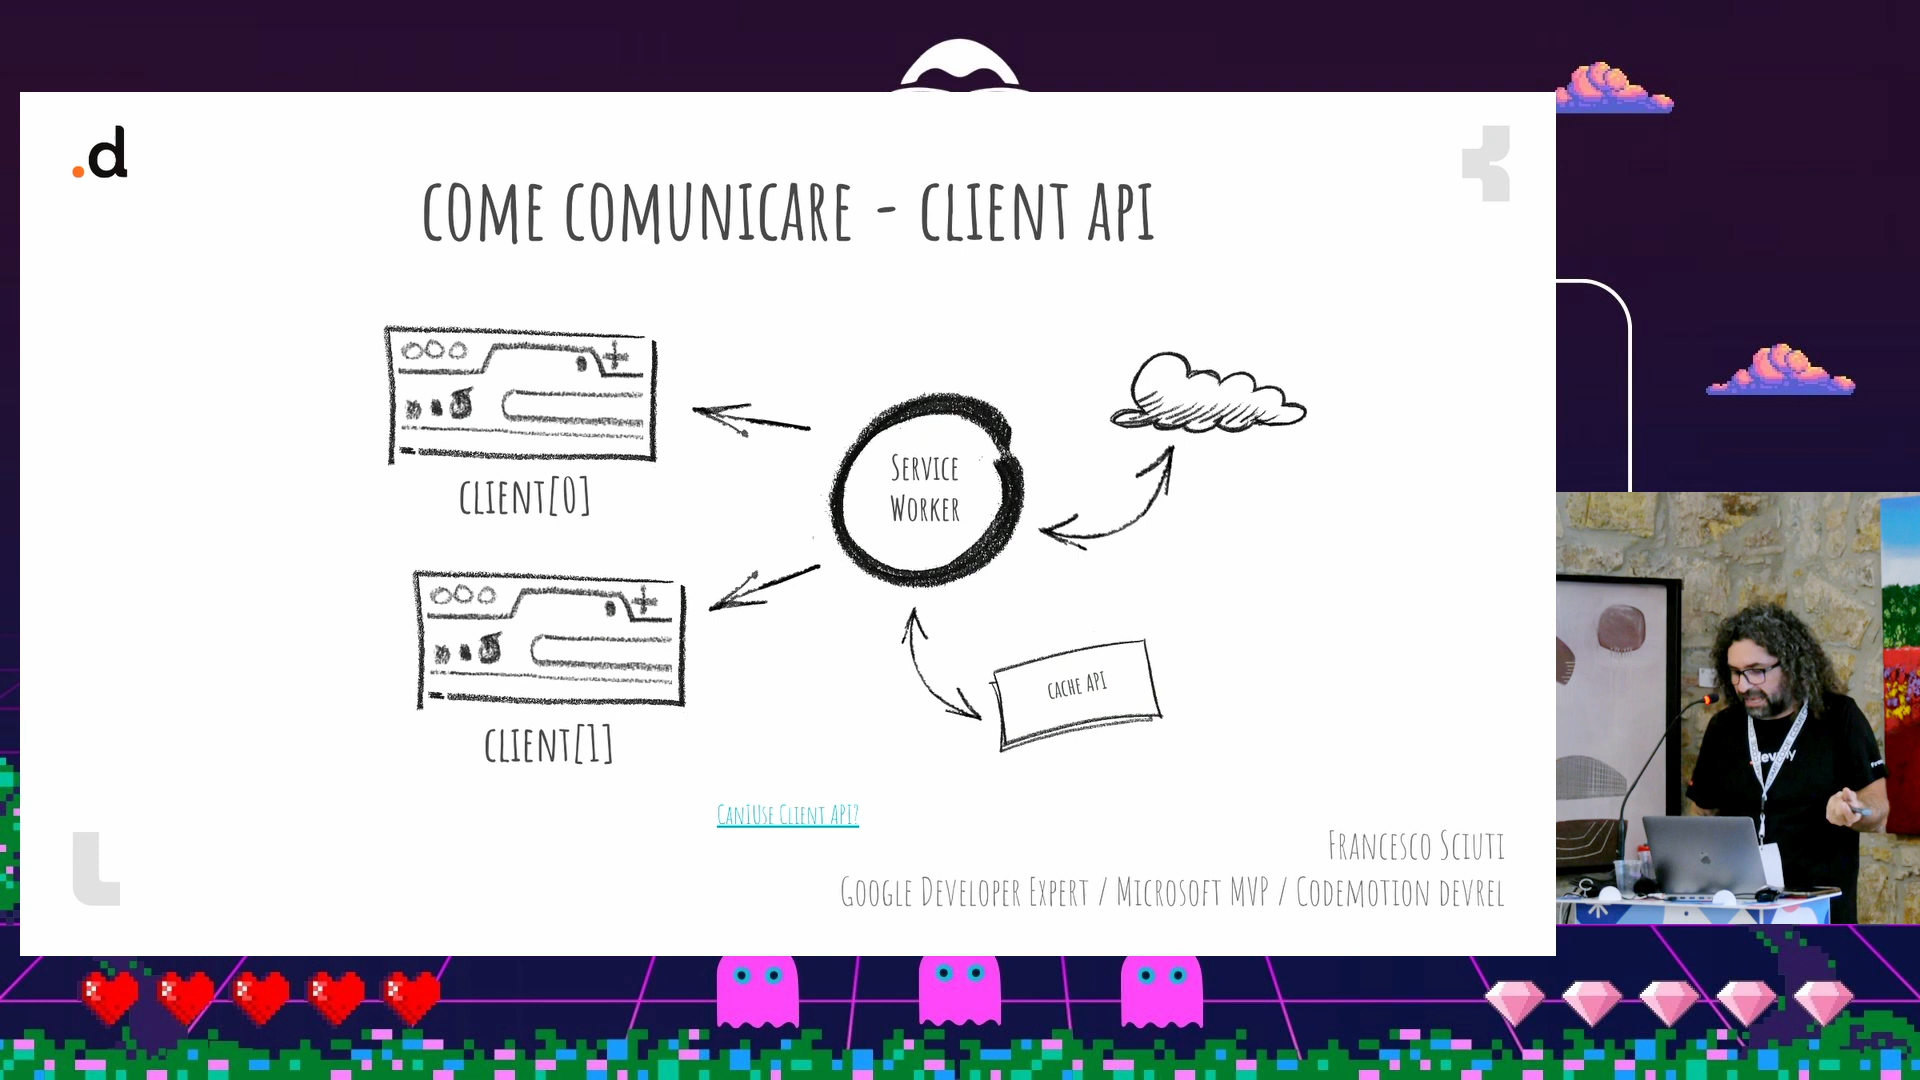 .d
COME COMUNICARE - CLIENT API
CLIENT[0]
SERVICE
WORKER
CLIENT[1]
CACHE API
CANIUSE CLIENT API?
FRANCESCO SCIUTI
GOOGLE DEVELOPER EXPERT / MICROSOFT MVP / CODEMOTION DEVREL